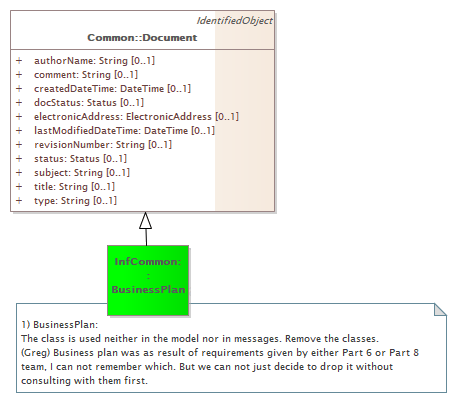 IdentifiedObject
Common::Document
+ authorName: String [0..1]
+ comment: String [0..1]
+ createdDateTime: DateTime [0..1]
+ docStatus: Status [0..1]
+ electronicAddress: ElectronicAddress [0..1]
+ lastModifiedDateTime: DateTime [0..1]
+ revisionNumber: String [0..1]
+ status: Status [0..1]
+ subject: String [0..1]
+ title: String [0..1]
+ type: String [0..1]
InfCommon:
:
BusinessPlan
1) BusinessPlan:
The class is used neither in the model nor in messages. Remove the classes.
(Greg) Business plan was as result of requirements given by either Part 6 or Part 8
team, I can not remember which. But we can not just decide to drop it without
consulting with them first.